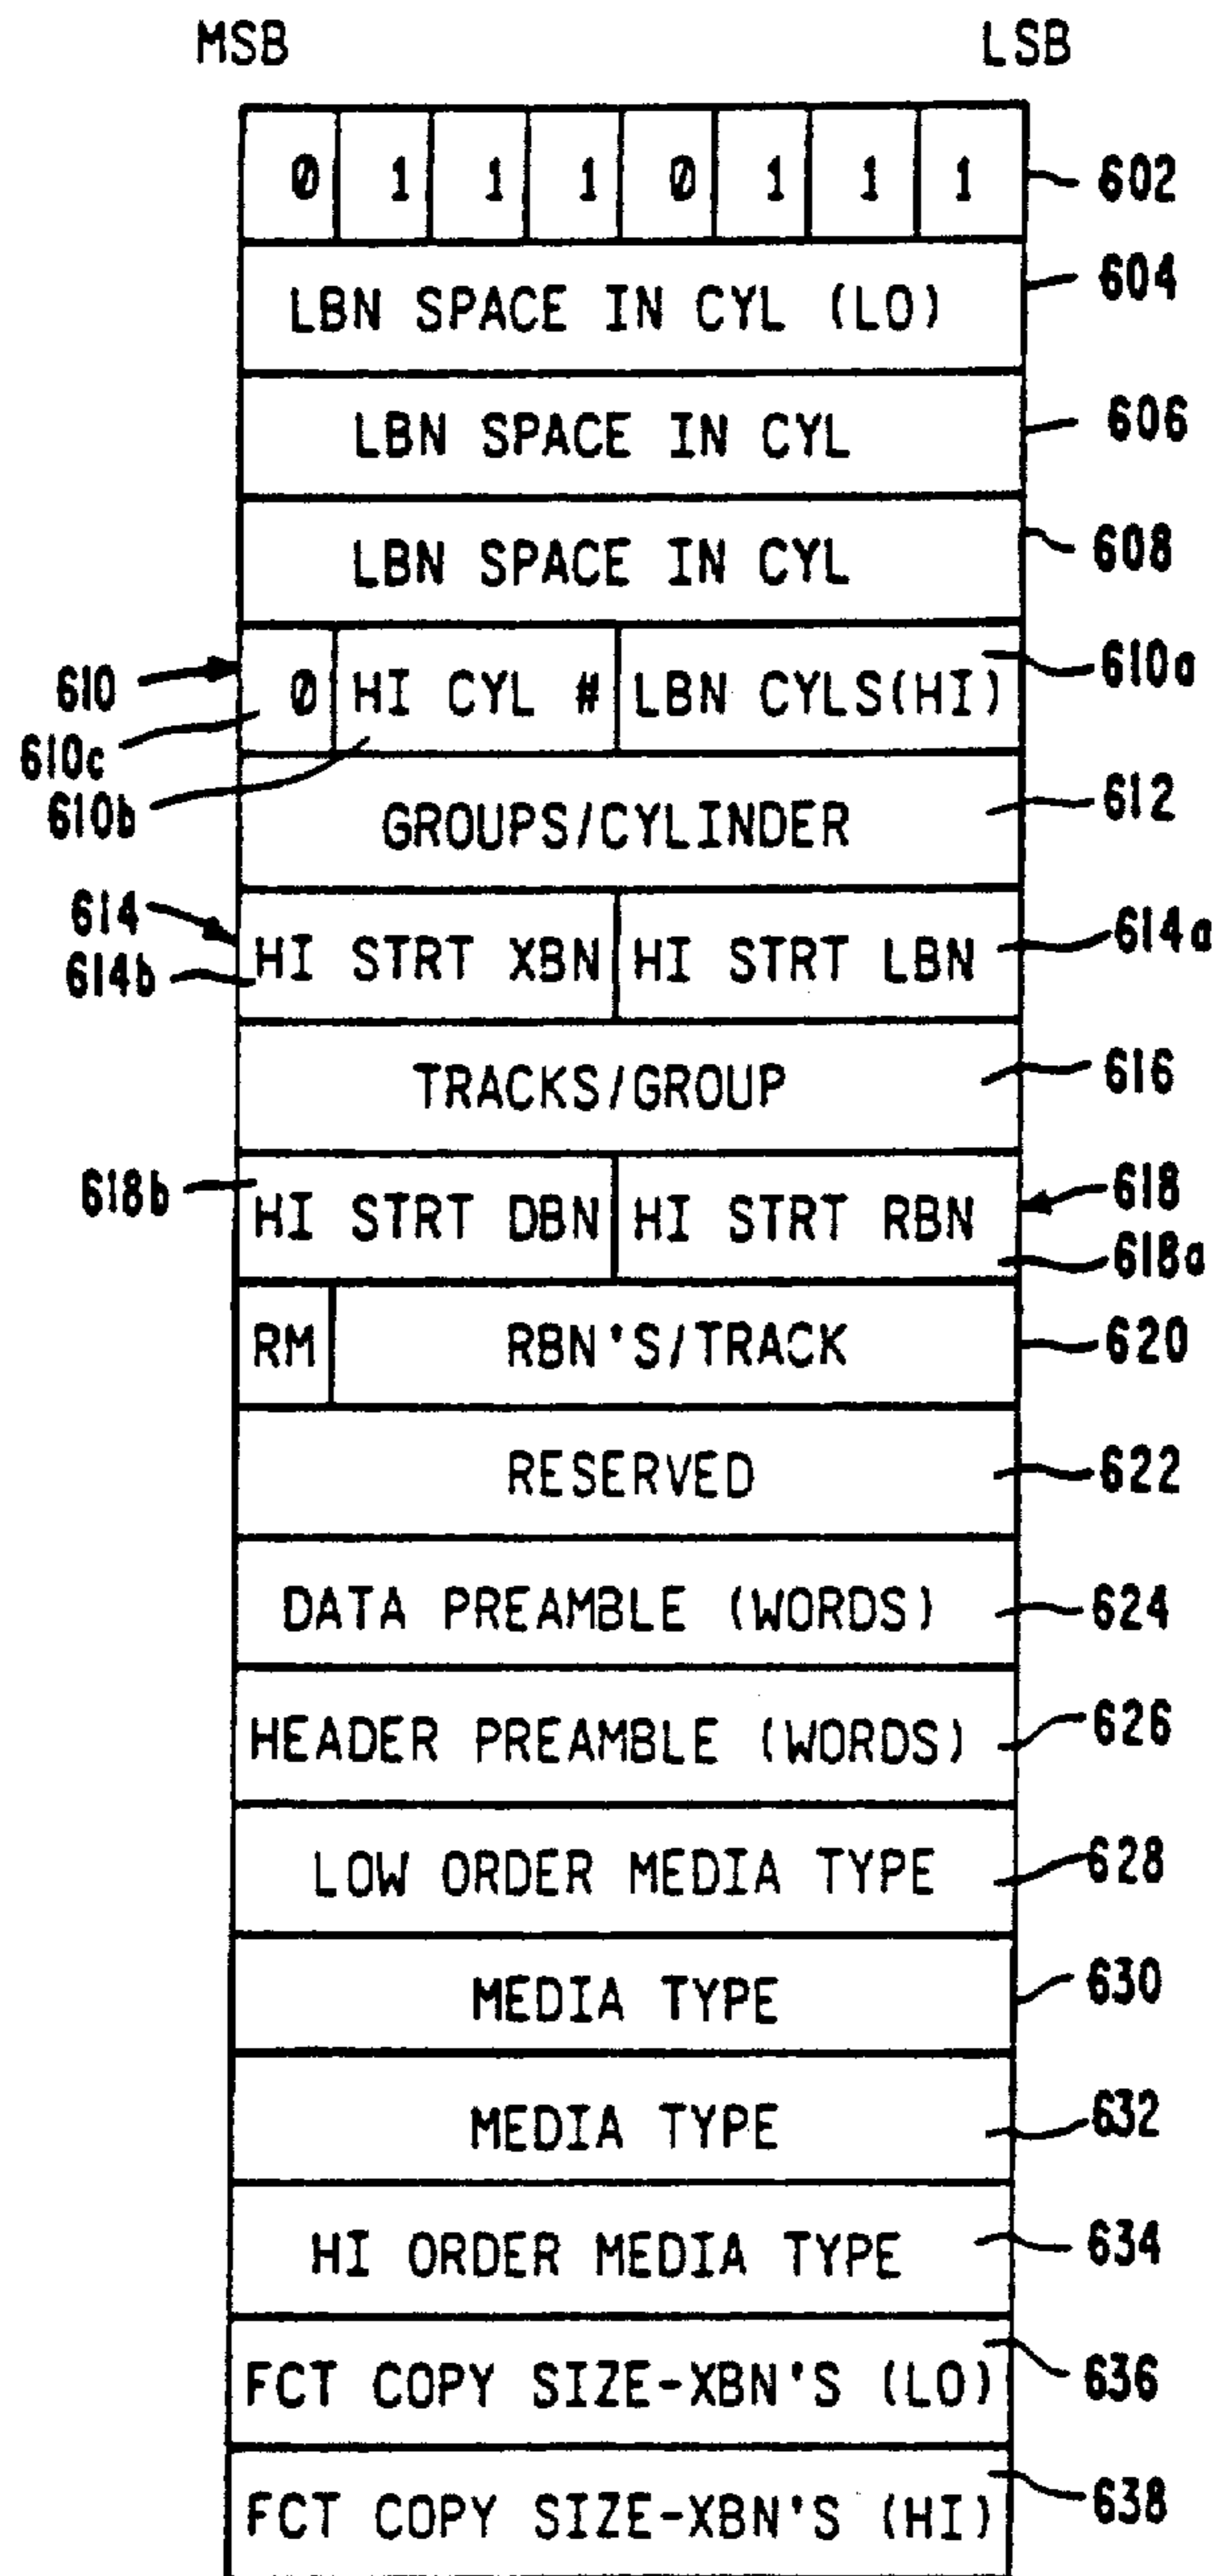 MSB LSB
0 1 1 1 0 1 1 1 602
LBN SPACE IN CYL (LO) 604
LBN SPACE IN CYL 606
LBN SPACE IN CYL 608
610 0 HI CYL # LBN CYLS(HI) 610a
610c
610b
GROUPS/CYLINDER 612
614 HI STRT XBN HI STRT LBN 614a
614b
TRACKS/GROUP 616
618b HI STRT DBN HI STRT RBN 618
618a
RM RBN'S/TRACK 620
RESERVED 622
DATA PREAMBLE (WORDS) 624
HEADER PREAMBLE (WORDS) 626
LOW ORDER MEDIA TYPE 628
MEDIA TYPE 630
MEDIA TYPE 632
HI ORDER MEDIA TYPE 634
FCT COPY SIZE-XBN'S (LO) 636
FCT COPY SIZE-XBN'S (HI) 638